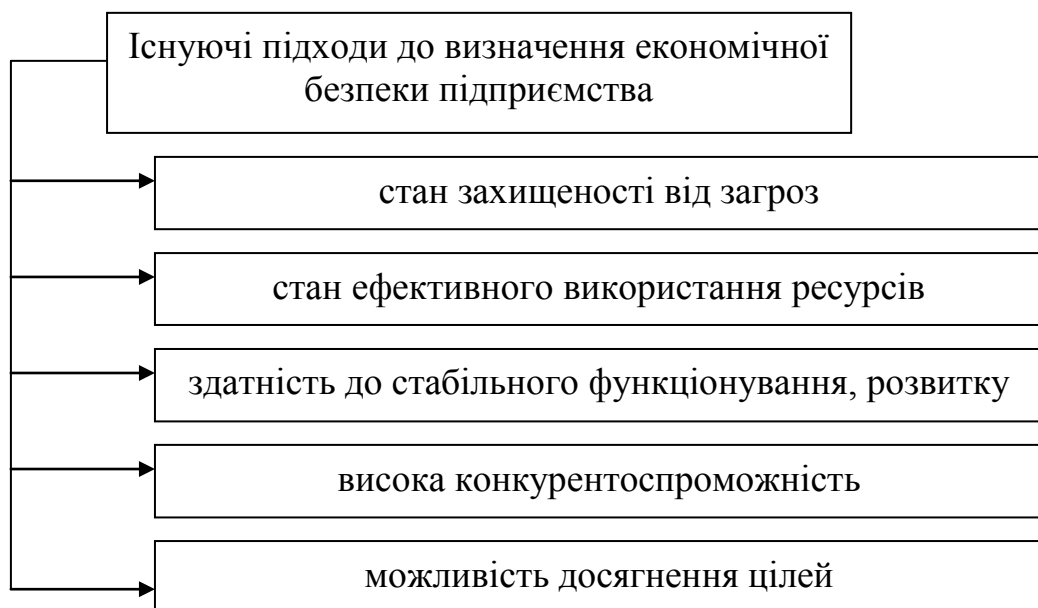 Існуючі підходи до визначення економічної
безпеки підприємства
стан захищеності від загроз
стан ефективного використання ресурсів
здатність до стабільного функціонування, розвитку
висока конкурентоспроможність
можливість досягнення цілей